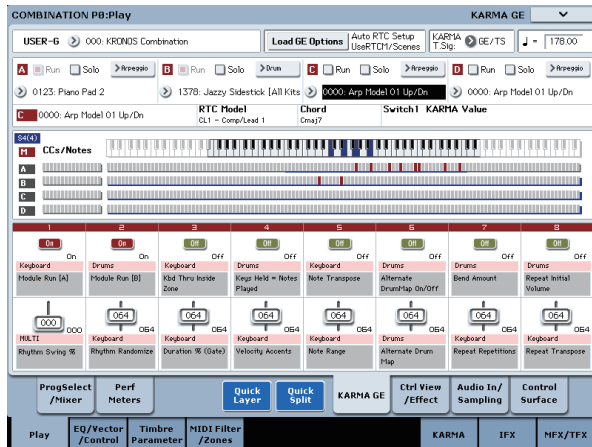 COMBINATION P0:Play KARMA GE
USER-G 000: KRONOS Combination Load GE Options Auto RTC Setup UseRTCM/Scenes KARMA T.Sig: GE/TS ♩ = 178.00
A Run Solo Arpeggio B Run Solo Drum C Run Solo Arpeggio D Run Solo Arpeggio
0123: Piano Pad 2 1378: Jazzy Sidestick [All Kits 0000: Arp Model 01 Up/Dn 0000: Arp Model 01 Up/Dn
C 0000: Arp Model 01 Up/Dn RTC Model CL1 - Comp/Lead 1 Chord Cmaj7 Switch1 KARMA Value
S4(4)
M CCs/Notes
A
B
C
D
1 2 3 4 5 6 7 8
On On Off Off Off Off Off Off
On On Off Off Off Off Off Off
Keyboard Drums Keyboard Keyboard Keyboard Drums Keyboard Drums
Module Run [A] Module Run [B] Kbd Thru Inside Zone Keys Held = Notes Played Note Transpose Alternate DrumMap On/Off Bend Amount Repeat Initial Volume
000 064 064 064 064 064 064 064
000 064 064 064 064 064 064 064
MULTI Keyboard Keyboard Keyboard Keyboard Drums Keyboard Keyboard
Rhythm Swing % Rhythm Randomize Duration % (Gate) Velocity Accents Note Range Alternate Drum Map Repeat Repetitions Repeat Transpose
ProgSelect /Mixer Perf Meters Quick Layer Quick Split KARMA GE Ctrl View /Effect Audio In/ Sampling Control Surface
Play EQ/Vector /Control Timbre Parameter MIDI Filter /Zones KARMA IFX MFX/TFX